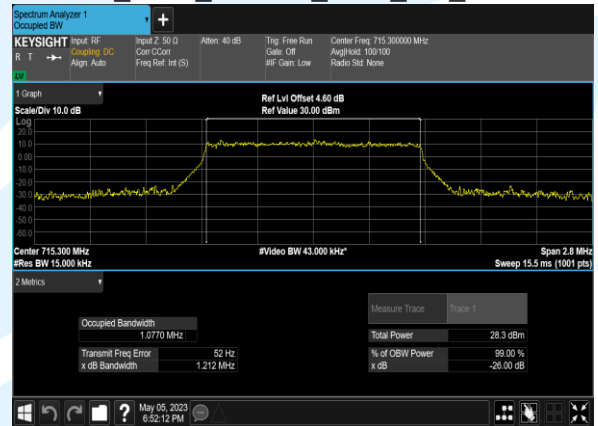 Spectrum Analyzer 1
Occupied BW
+
KEYSIGHT
R T
LV
Input: RF
Coupling: DC
Align: Auto
Input Z: 50 Ω
Corr CCorr
Freq Ref: Int (S)
Atten: 40 dB
Trig: Free Run
Gate: Off
#IF Gain: Low
Center Freq: 715.300000 MHz
Avg|Hold: 100/100
Radio Std: None
1 Graph
Scale/Div 10.0 dB
Ref Lvl Offset 4.60 dB
Ref Value 30.00 dBm
Log
20.0
10.0
0.00
-10.0
-20.0
-30.0
-40.0
-50.0
-60.0
Center 715.300 MHz
#Res BW 15.000 kHz
#Video BW 43.000 kHz*
Span 2.8 MHz
Sweep 15.5 ms (1001 pts)
2 Metrics
Occupied Bandwidth
1.0770 MHz
Transmit Freq Error 52 Hz
x dB Bandwidth 1.212 MHz
Measure Trace Trace 1
Total Power 28.3 dBm
% of OBW Power 99.00 %
x dB -26.00 dB
?
May 05, 2023
6:52:12 PM